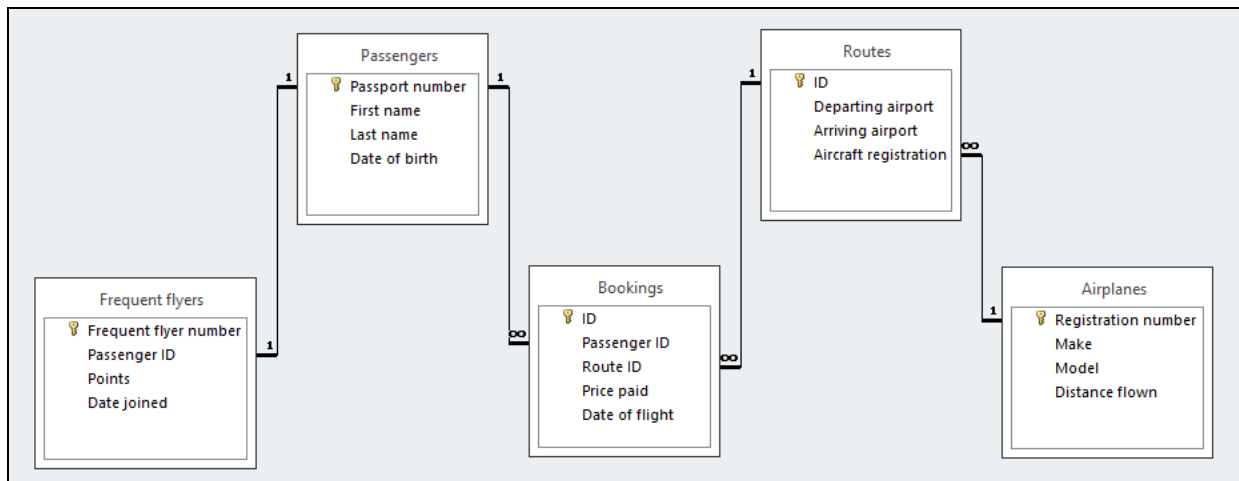 Passengers
1
Passport number
1
First name
Last name
Date of birth
Routes
1
ID
Departing airport
Arriving airport
Aircraft registration
∞
Frequent flyers
Frequent flyer number
Passenger ID
1
Points
Date joined
Bookings
ID
∞
Passenger ID
Route ID
∞
Price paid
Date of flight
Airplanes
1
Registration number
Make
Model
Distance flown